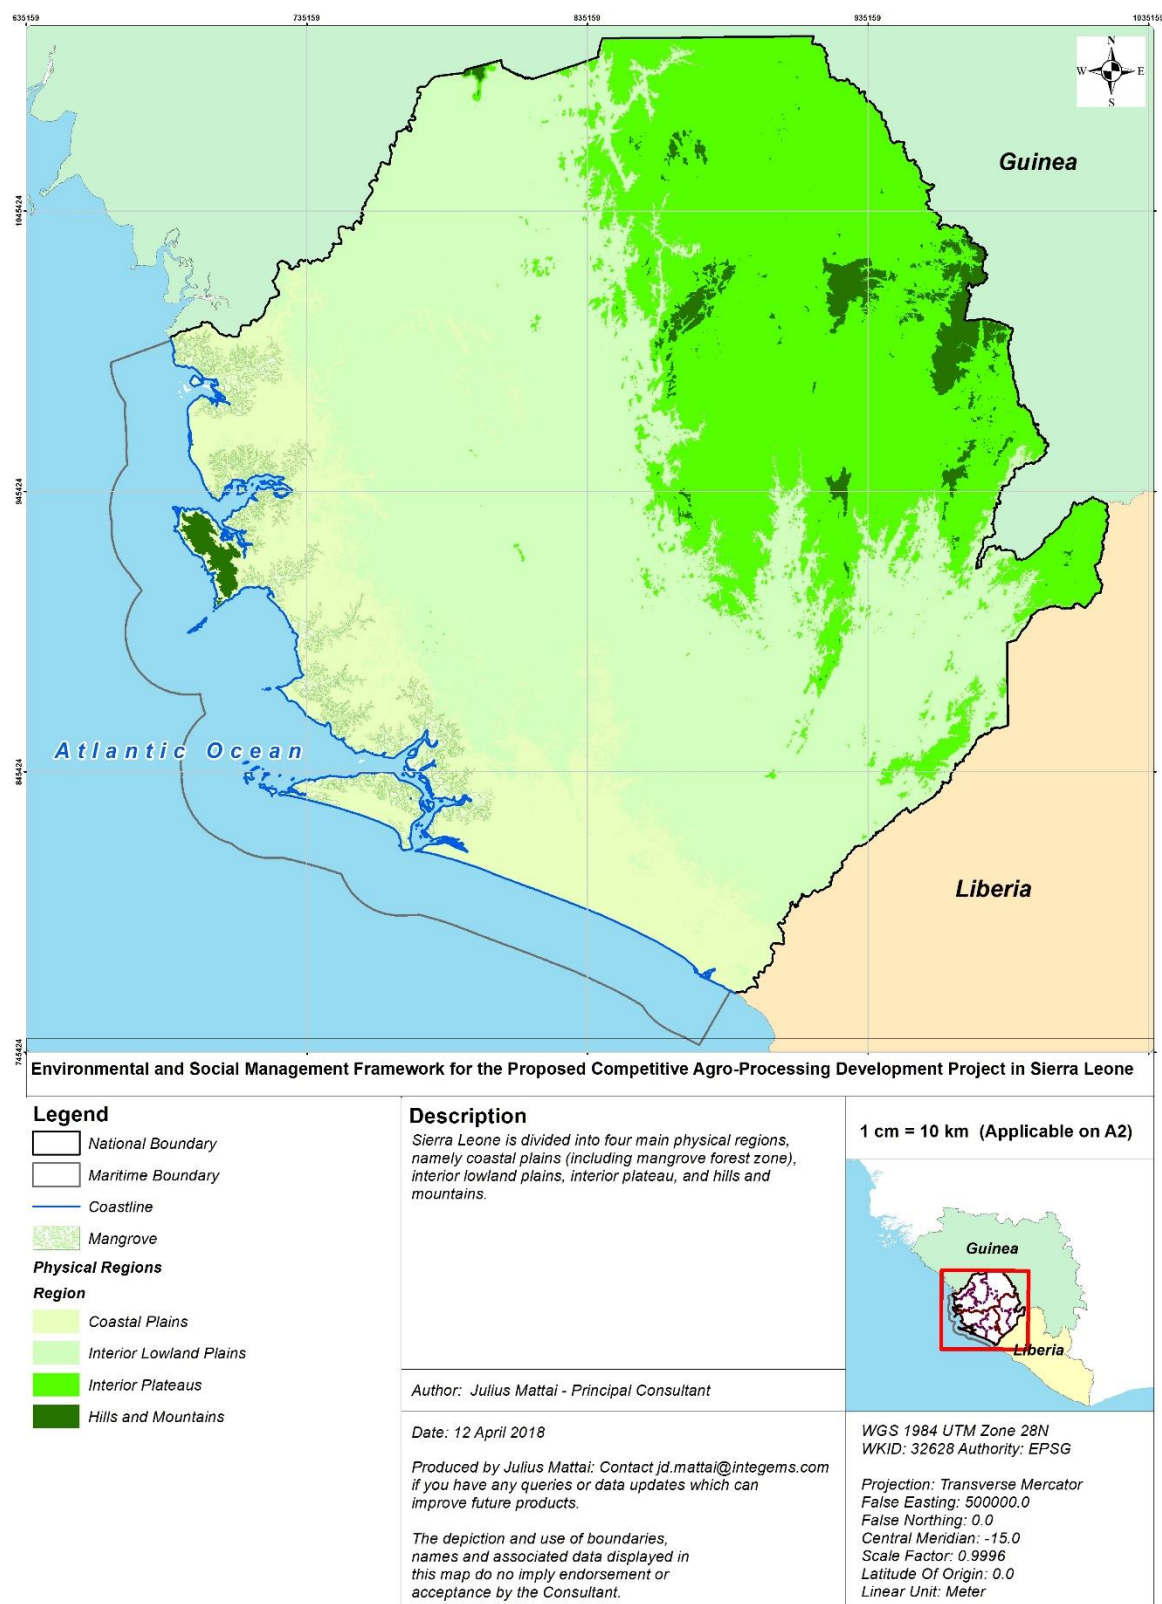 635159
735159
835159
935159
1035159
N
W
E
S
Guinea
1045424
945424
Atlantic Ocean
845424
Liberia
745424
Environmental and Social Management Framework for the Proposed Competitive Agro-Processing Development Project in Sierra Leone
Legend
National Boundary
Maritime Boundary
Coastline
Mangrove
Physical Regions
Region
Coastal Plains
Interior Lowland Plains
Interior Plateaus
Hills and Mountains
Description
Sierra Leone is divided into four main physical regions,
namely coastal plains (including mangrove forest zone),
interior lowland plains, interior plateau, and hills and
mountains.
Author: Julius Mattai - Principal Consultant
Date: 12 April 2018
Produced by Julius Mattai: Contact jd.mattai@integems.com
if you have any queries or data updates which can
improve future products.
The depiction and use of boundaries,
names and associated data displayed in
this map do no imply endorsement or
acceptance by the Consultant.
1 cm = 10 km (Applicable on A2)
Guinea
Liberia
WGS 1984 UTM Zone 28N
WKID: 32628 Authority: EPSG
Projection: Transverse Mercator
False Easting: 500000.0
False Northing: 0.0
Central Meridian: -15.0
Scale Factor: 0.9996
Latitude Of Origin: 0.0
Linear Unit: Meter